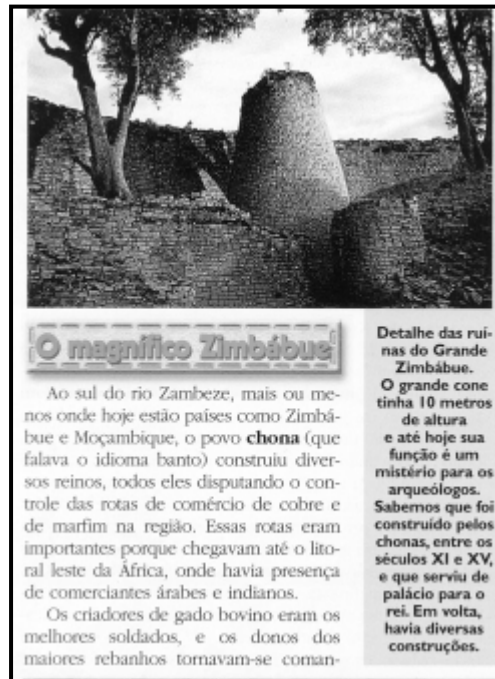 O magnífico Zimbábue
Ao sul do rio Zambeze, mais ou me-
nos onde hoje estão países como Zimbá-
bue e Moçambique, o povo chona (que
falava o idioma banto) construiu diver-
sos reinos, todos eles disputando o con-
trole das rotas de comércio de cobre e
de marfim na região. Essas rotas eram
importantes porque chegavam até o lito-
ral leste da África, onde havia presença
de comerciantes árabes e indianos.
Os criadores de gado bovino eram os
melhores soldados, e os donos dos
maiores rebanhos tornavam-se coman-
Detalhe das ruí-
nas do Grande
Zimbábue.
O grande cone
tinha 10 metros
de altura
e até hoje sua
função é um
mistério para os
arqueólogos.
Sabemos que foi
construído pelos
chonas, entre os
séculos XI e XV,
e que serviu de
palácio para o
rei. Em volta,
havia diversas
construções.